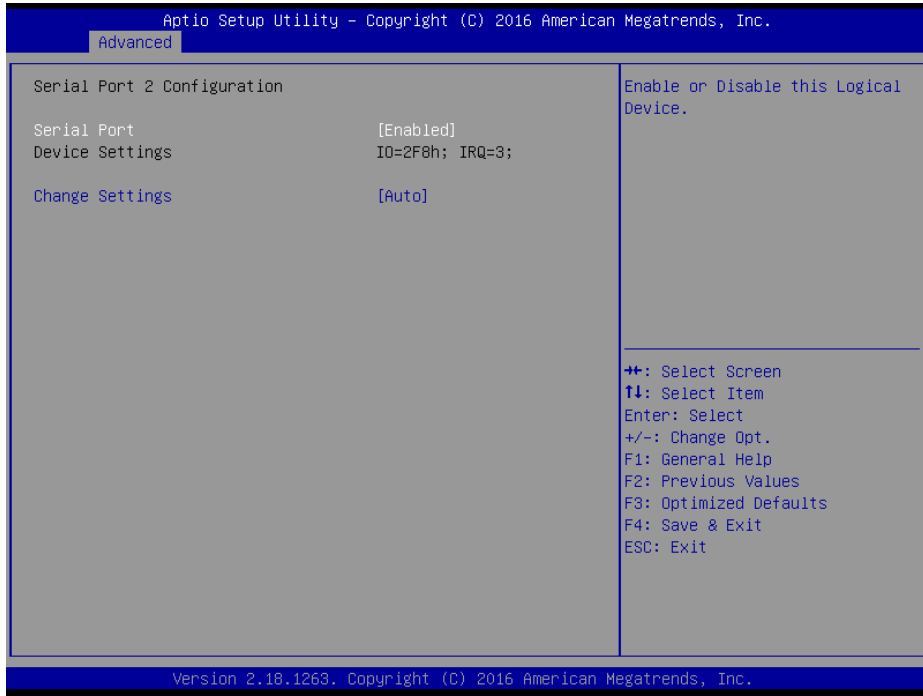 Aptio Setup Utility – Copyright (C) 2016 American Megatrends, Inc.
Advanced
Serial Port 2 Configuration
Serial Port [Enabled]
Device Settings IO=2F8h; IRQ=3;
Change Settings [Auto]
Enable or Disable this Logical
Device.
→←: Select Screen
↑↓: Select Item
Enter: Select
+/-: Change Opt.
F1: General Help
F2: Previous Values
F3: Optimized Defaults
F4: Save & Exit
ESC: Exit
Version 2.18.1263. Copyright (C) 2016 American Megatrends, Inc.